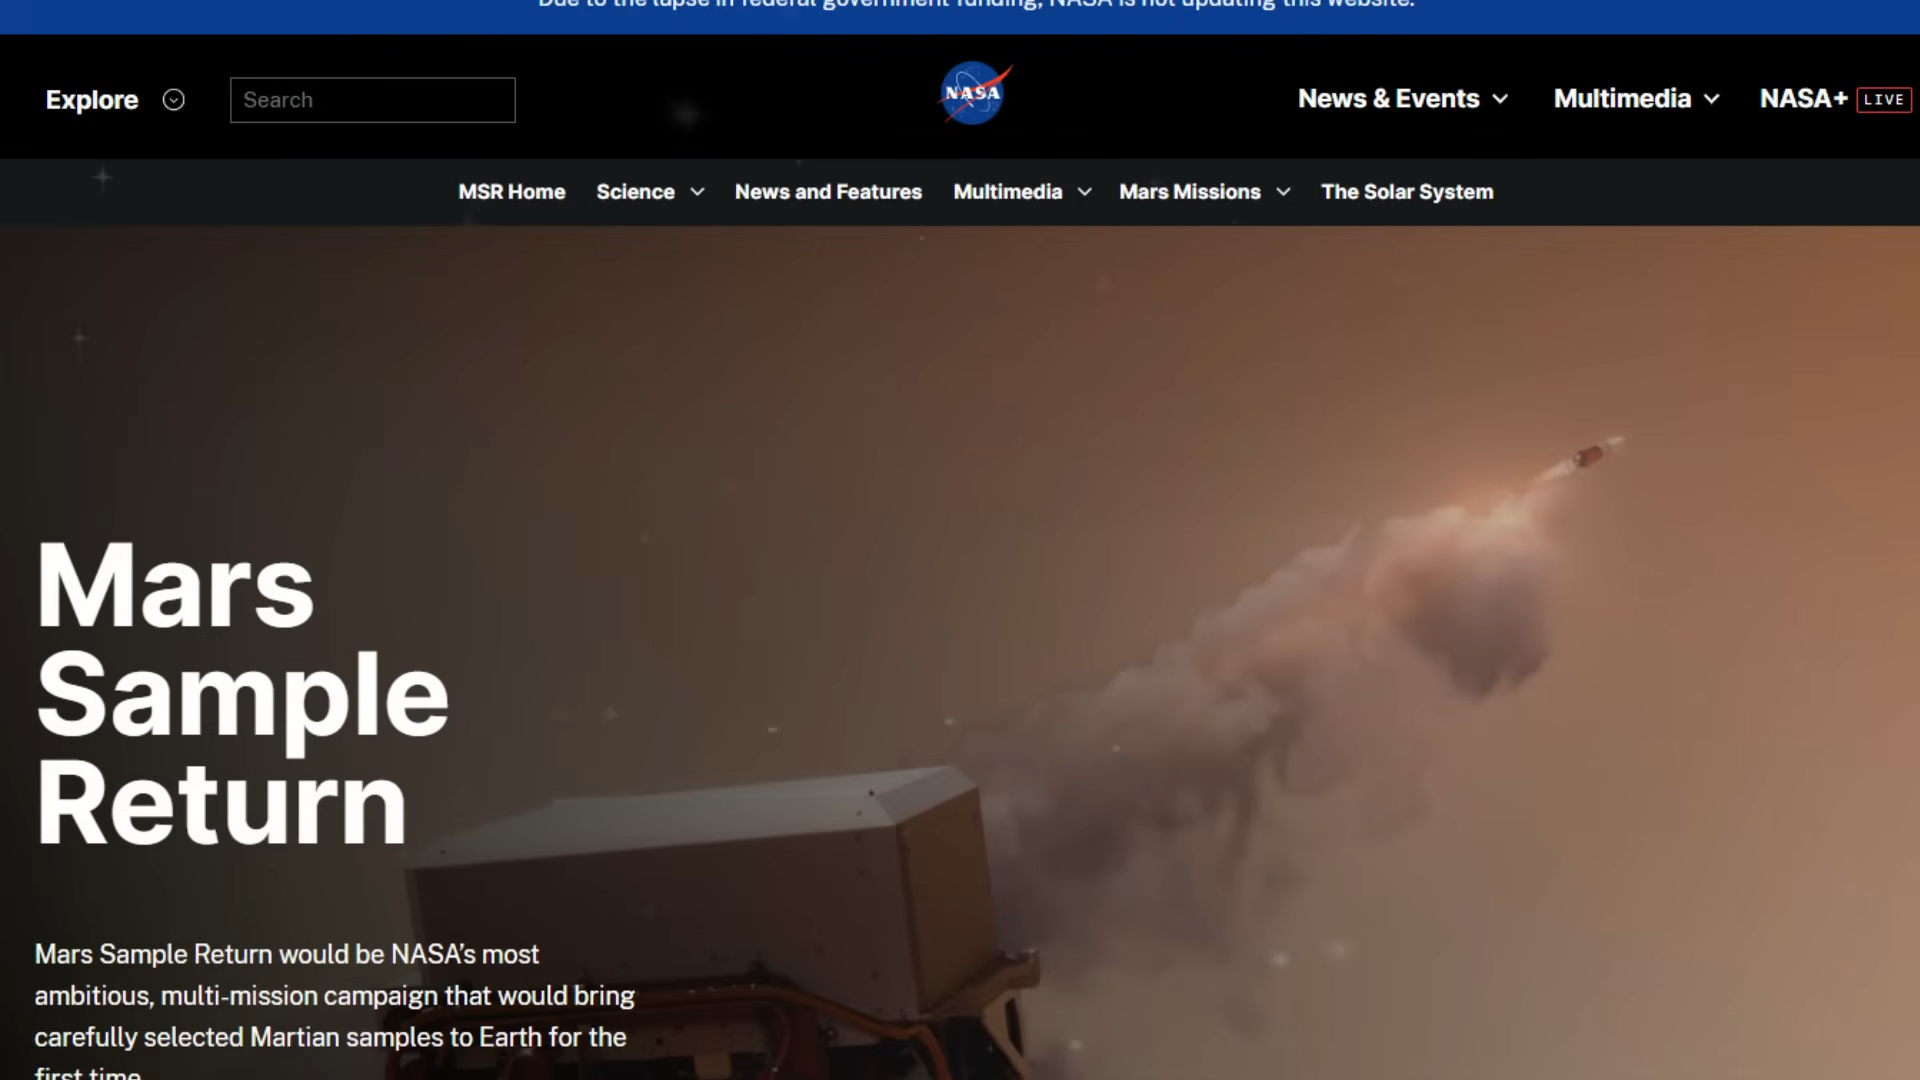 Due to the lapse in federal government funding, NASA is not updating this website.
Explore
Search
NASA
News & Events
Multimedia
NASA+ LIVE
MSR Home
Science
News and Features
Multimedia
Mars Missions
The Solar System
Mars
Sample
Return
Mars Sample Return would be NASA’s most
ambitious, multi-mission campaign that would bring
carefully selected Martian samples to Earth for the
first time.